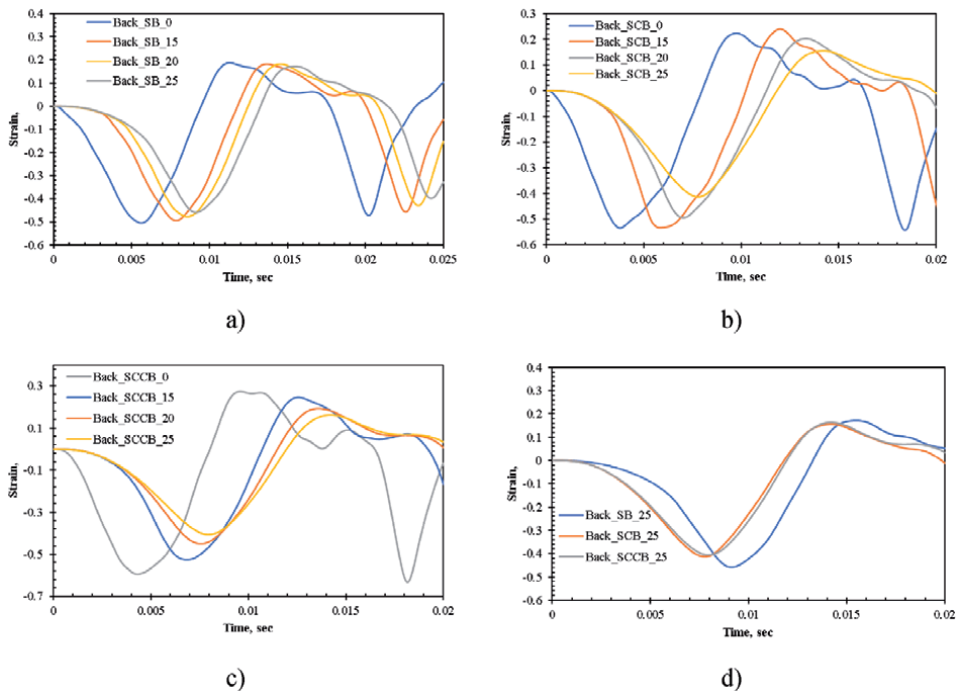 0.4
0.3
0.2
0.1
0
-0.1
-0.2
-0.3
-0.4
-0.5
-0.6
Strain,
Back_SB_0
Back_SB_15
Back_SB_20
Back_SB_25
0 0.005 0.01 0.015 0.02 0.025
Time, sec
a)
0.3
0.2
0.1
0
-0.1
-0.2
-0.3
-0.4
-0.5
-0.6
Strain,
Back_SCB_0
Back_SCB_15
Back_SCB_20
Back_SCB_25
0 0.005 0.01 0.015 0.02
Time, sec
b)
0.3
0.1
-0.1
-0.3
-0.5
-0.7
Strain,
Back_SCCB_0
Back_SCCB_15
Back_SCCB_20
Back_SCCB_25
0 0.005 0.01 0.015 0.02
Time, sec
c)
0.4
0.3
0.2
0.1
0
-0.1
-0.2
-0.3
-0.4
-0.5
-0.6
Strain,
Back_SB_25
Back_SCB_25
Back_SCCB_25
0 0.005 0.01 0.015 0.02
Time, sec
d)